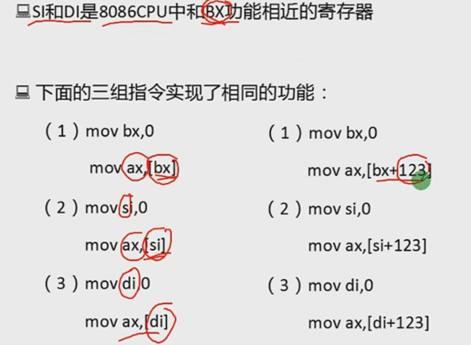 SI和DI是8086CPU中和BX功能相近的寄存器
下面的三组指令实现了相同的功能：
（1）mov bx,0
mov ax,[bx]
（2）mov si,0
mov ax,[si]
（3）mov di,0
mov ax,[di]
（1）mov bx,0
mov ax,[bx+123]
（2）mov si,0
mov ax,[si+123]
（3）mov di,0
mov ax,[di+123]